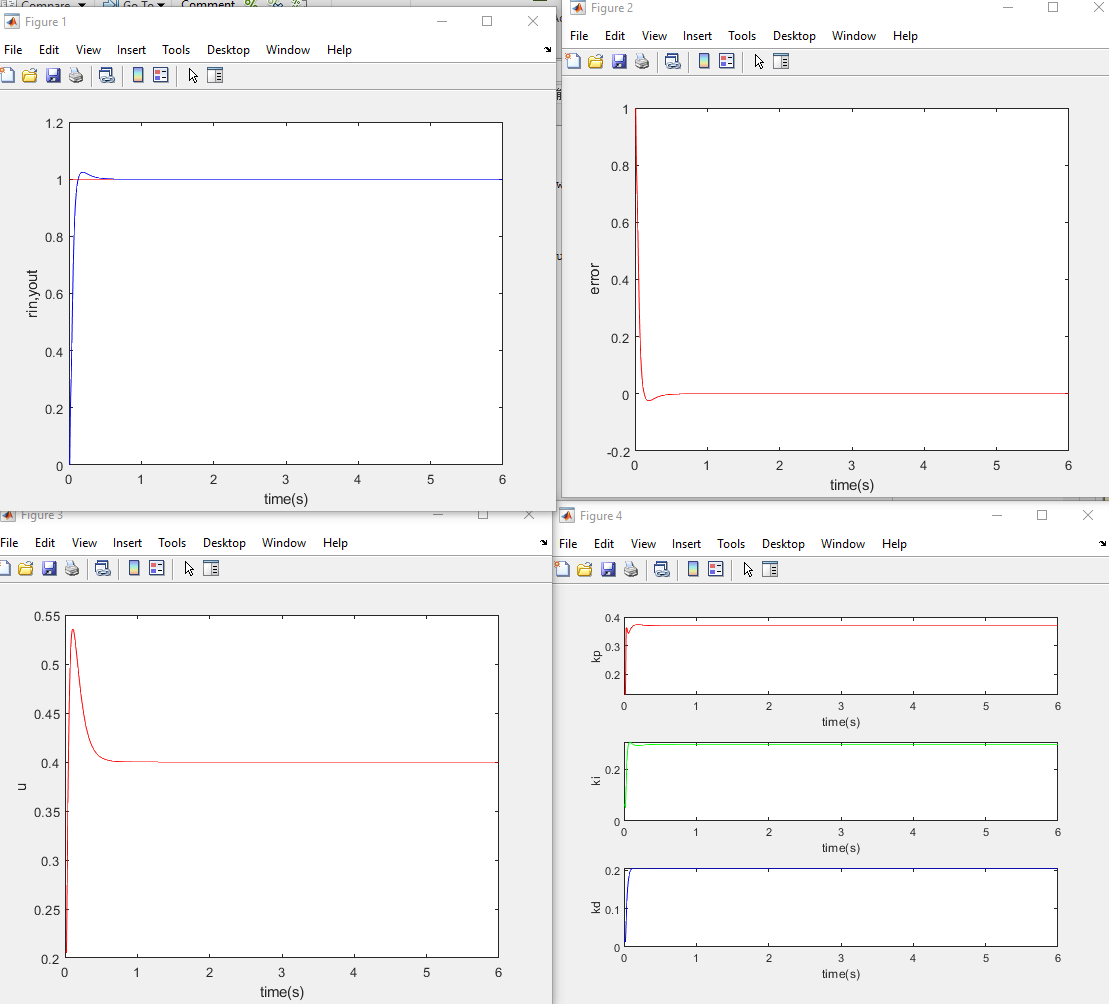 Compare Go To Comment
Figure 1
File Edit View Insert Tools Desktop Window Help
1.2
1
0.8
0.6
0.4
0.2
0
rin,yout
0 1 2 3 4 5 6
time(s)
Figure 2
File Edit View Insert Tools Desktop Window Help
1
0.8
0.6
0.4
0.2
0
-0.2
error
0 1 2 3 4 5 6
time(s)
Figure 3
File Edit View Insert Tools Desktop Window Help
0.55
0.5
0.45
0.4
0.35
0.3
0.25
0.2
u
0 1 2 3 4 5 6
time(s)
Figure 4
File Edit View Insert Tools Desktop Window Help
0.4
0.3
0.2
kp
0 1 2 3 4 5 6
time(s)
0.2
0
ki
0 1 2 3 4 5 6
time(s)
0.2
0.1
0
kd
0 1 2 3 4 5 6
time(s)